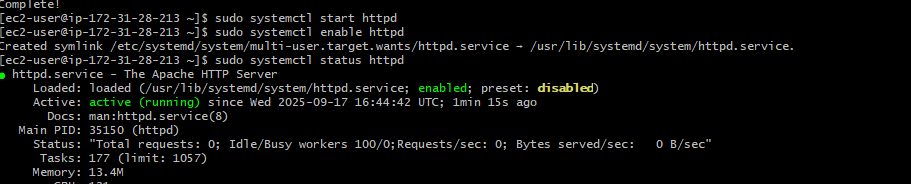 Complete!
[ec2-user@ip-172-31-28-213 ~]$ sudo systemctl start httpd
[ec2-user@ip-172-31-28-213 ~]$ sudo systemctl enable httpd
Created symlink /etc/systemd/system/multi-user.target.wants/httpd.service → /usr/lib/systemd/system/httpd.service.
[ec2-user@ip-172-31-28-213 ~]$ sudo systemctl status httpd
● httpd.service - The Apache HTTP Server
Loaded: loaded (/usr/lib/systemd/system/httpd.service; enabled; preset: disabled)
Active: active (running) since Wed 2025-09-17 16:44:42 UTC; 1min 15s ago
Docs: man:httpd.service(8)
Main PID: 35150 (httpd)
Status: "Total requests: 0; Idle/Busy workers 100/0;Requests/sec: 0; Bytes served/sec:   0 B/sec"
Tasks: 177 (limit: 1057)
Memory: 13.4M